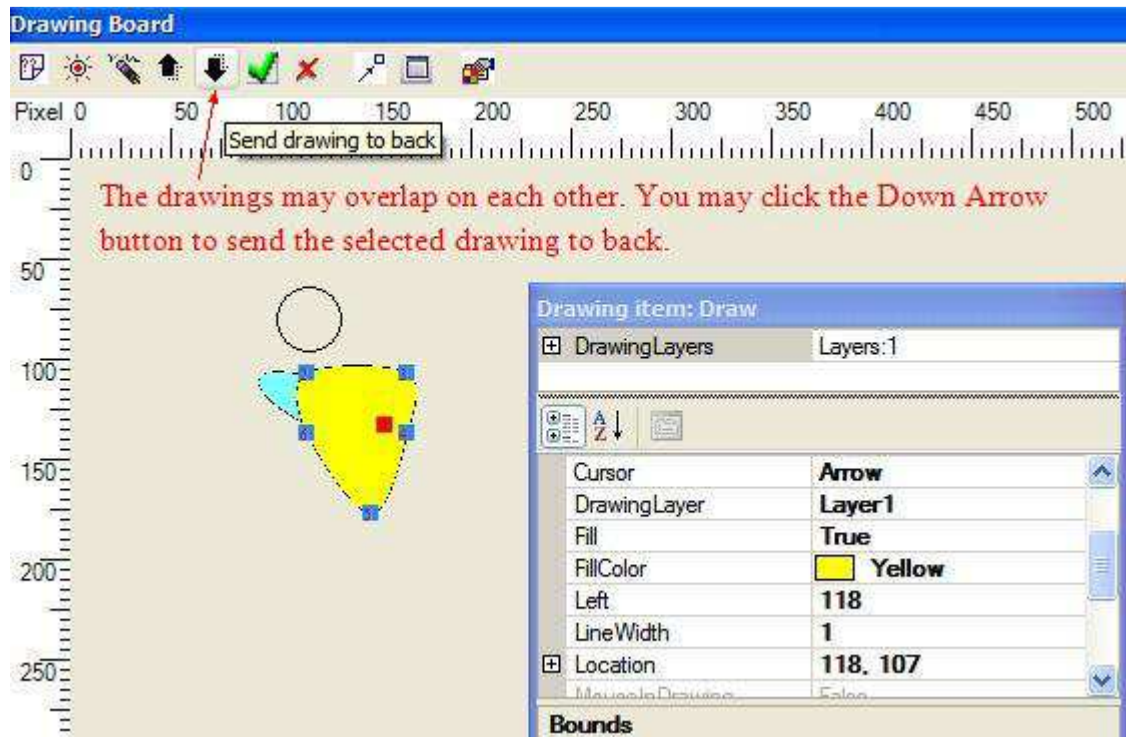 Drawing Board
Pixel 0 50 100 150 200 250 300 350 400 450 500
Send drawing to back
0
The drawings may overlap on each other. You may click the Down Arrow
button to send the selected drawing to back.
50
100
150
200
250
Drawing item: Draw
DrawingLayers Layers:1
Cursor Arrow
DrawingLayer Layer1
Fill True
FillColor Yellow
Left 118
LineWidth 1
Location 118, 107
MouseInDrawing False
Bounds